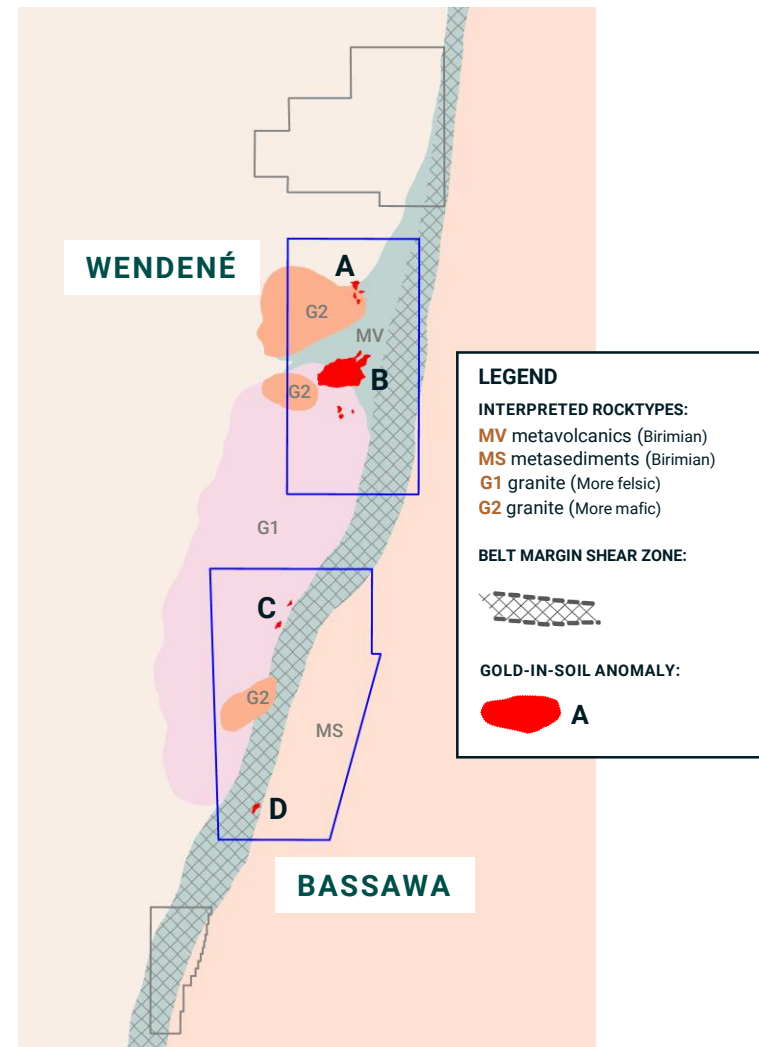 WENDENÉ
A
G2
MV
B
G2
G1
C
G2
MS
D
BASSAWA
LEGEND
INTERPRETED ROCKTYPES:
MV metavolcanics (Birimian)
MS metasediments (Birimian)
G1 granite (More felsic)
G2 granite (More mafic)
BELT MARGIN SHEAR ZONE:
GOLD-IN-SOIL ANOMALY:
A